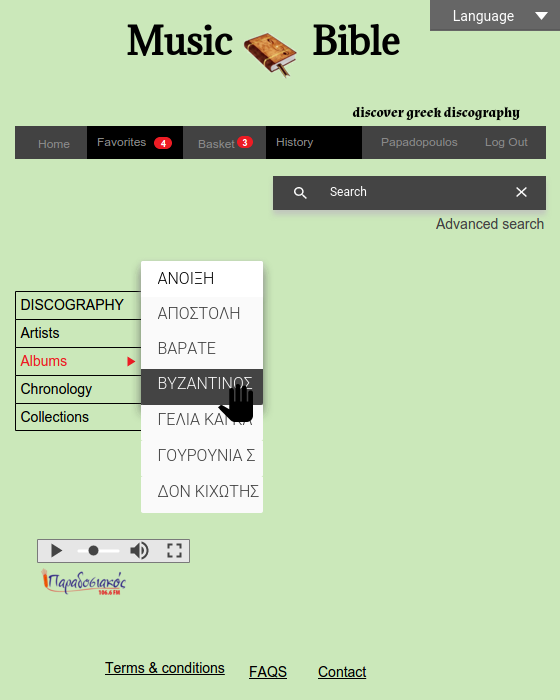 Language
Music Bible
discover greek discography
Home Favorites 4 Basket 3 History Papadopoulos Log Out
Search
Advanced search
ΑΝΟΙΞΗ
DISCOGRAPHY
ΑΠΟΣΤΟΛΗ
Artists
ΒΑΡΑΤΕ
Albums
ΒΥΖΑΝΤΙΝΟΣ
Chronology
ΓΕΛΙΑ
Collections
ΓΟΥΡΟΥΝΙΑ Σ
ΔΟΝ ΚΙΧΩΤΗΣ
Παραδοσιακός
106.6 FM
Terms & conditions FAQS Contact